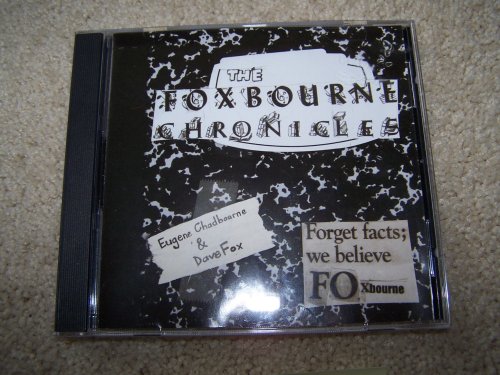 THE
FOXBOURNE
CHRONICLES
Eugene Chadbourne
&
Dave Fox
Forget facts;
we believe
FOXbourne